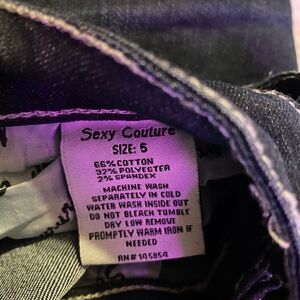 Sexy Couture
SIZE: 5
66% COTTON
32% POLYESTER
2% SPANDEX
MACHINE WASH
SEPARATELY IN COLD
WATER WASH INSIDE OUT
DO NOT BLEACH TUMBLE
DRY LOW REMOVE
PROMPTLY WARM IRON IF
NEEDED
RN# 145854